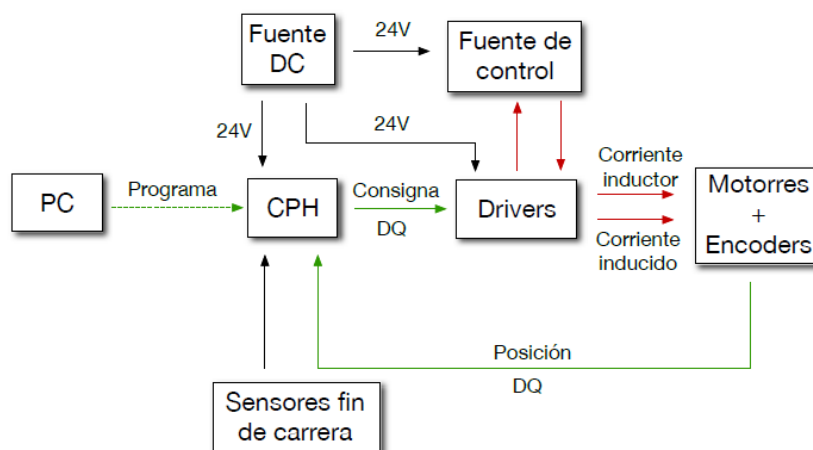 Fuente
DC
24V
Fuente de
control
24V
24V
PC
Programa
CPH
Consigna
DQ
Drivers
Corriente
inductor
Corriente
inducido
Motorres
+
Encoders
Posición
DQ
Sensores fin
de carrera